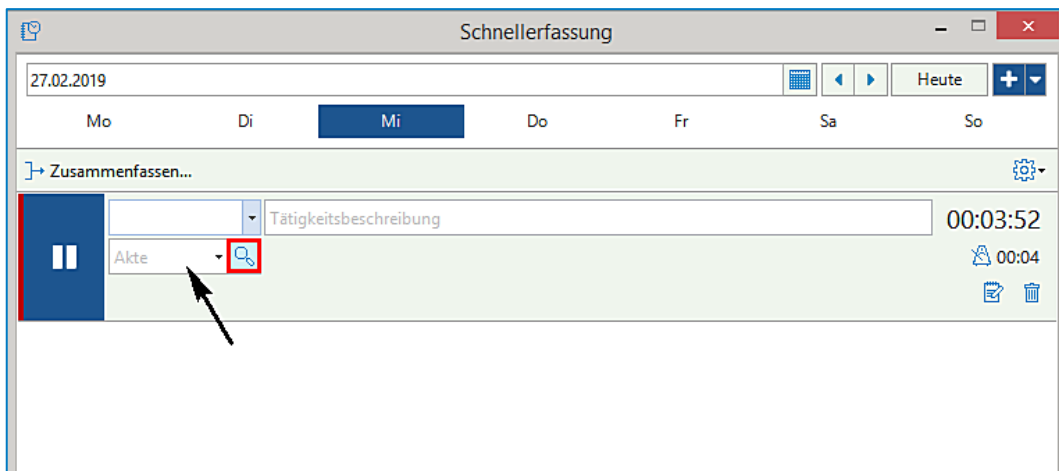 Schnellerfassung
27.02.2019
Heute
Mo Di Mi Do Fr Sa So
Zusammenfassen...
Tätigkeitsbeschreibung
00:03:52
Akte
00:04